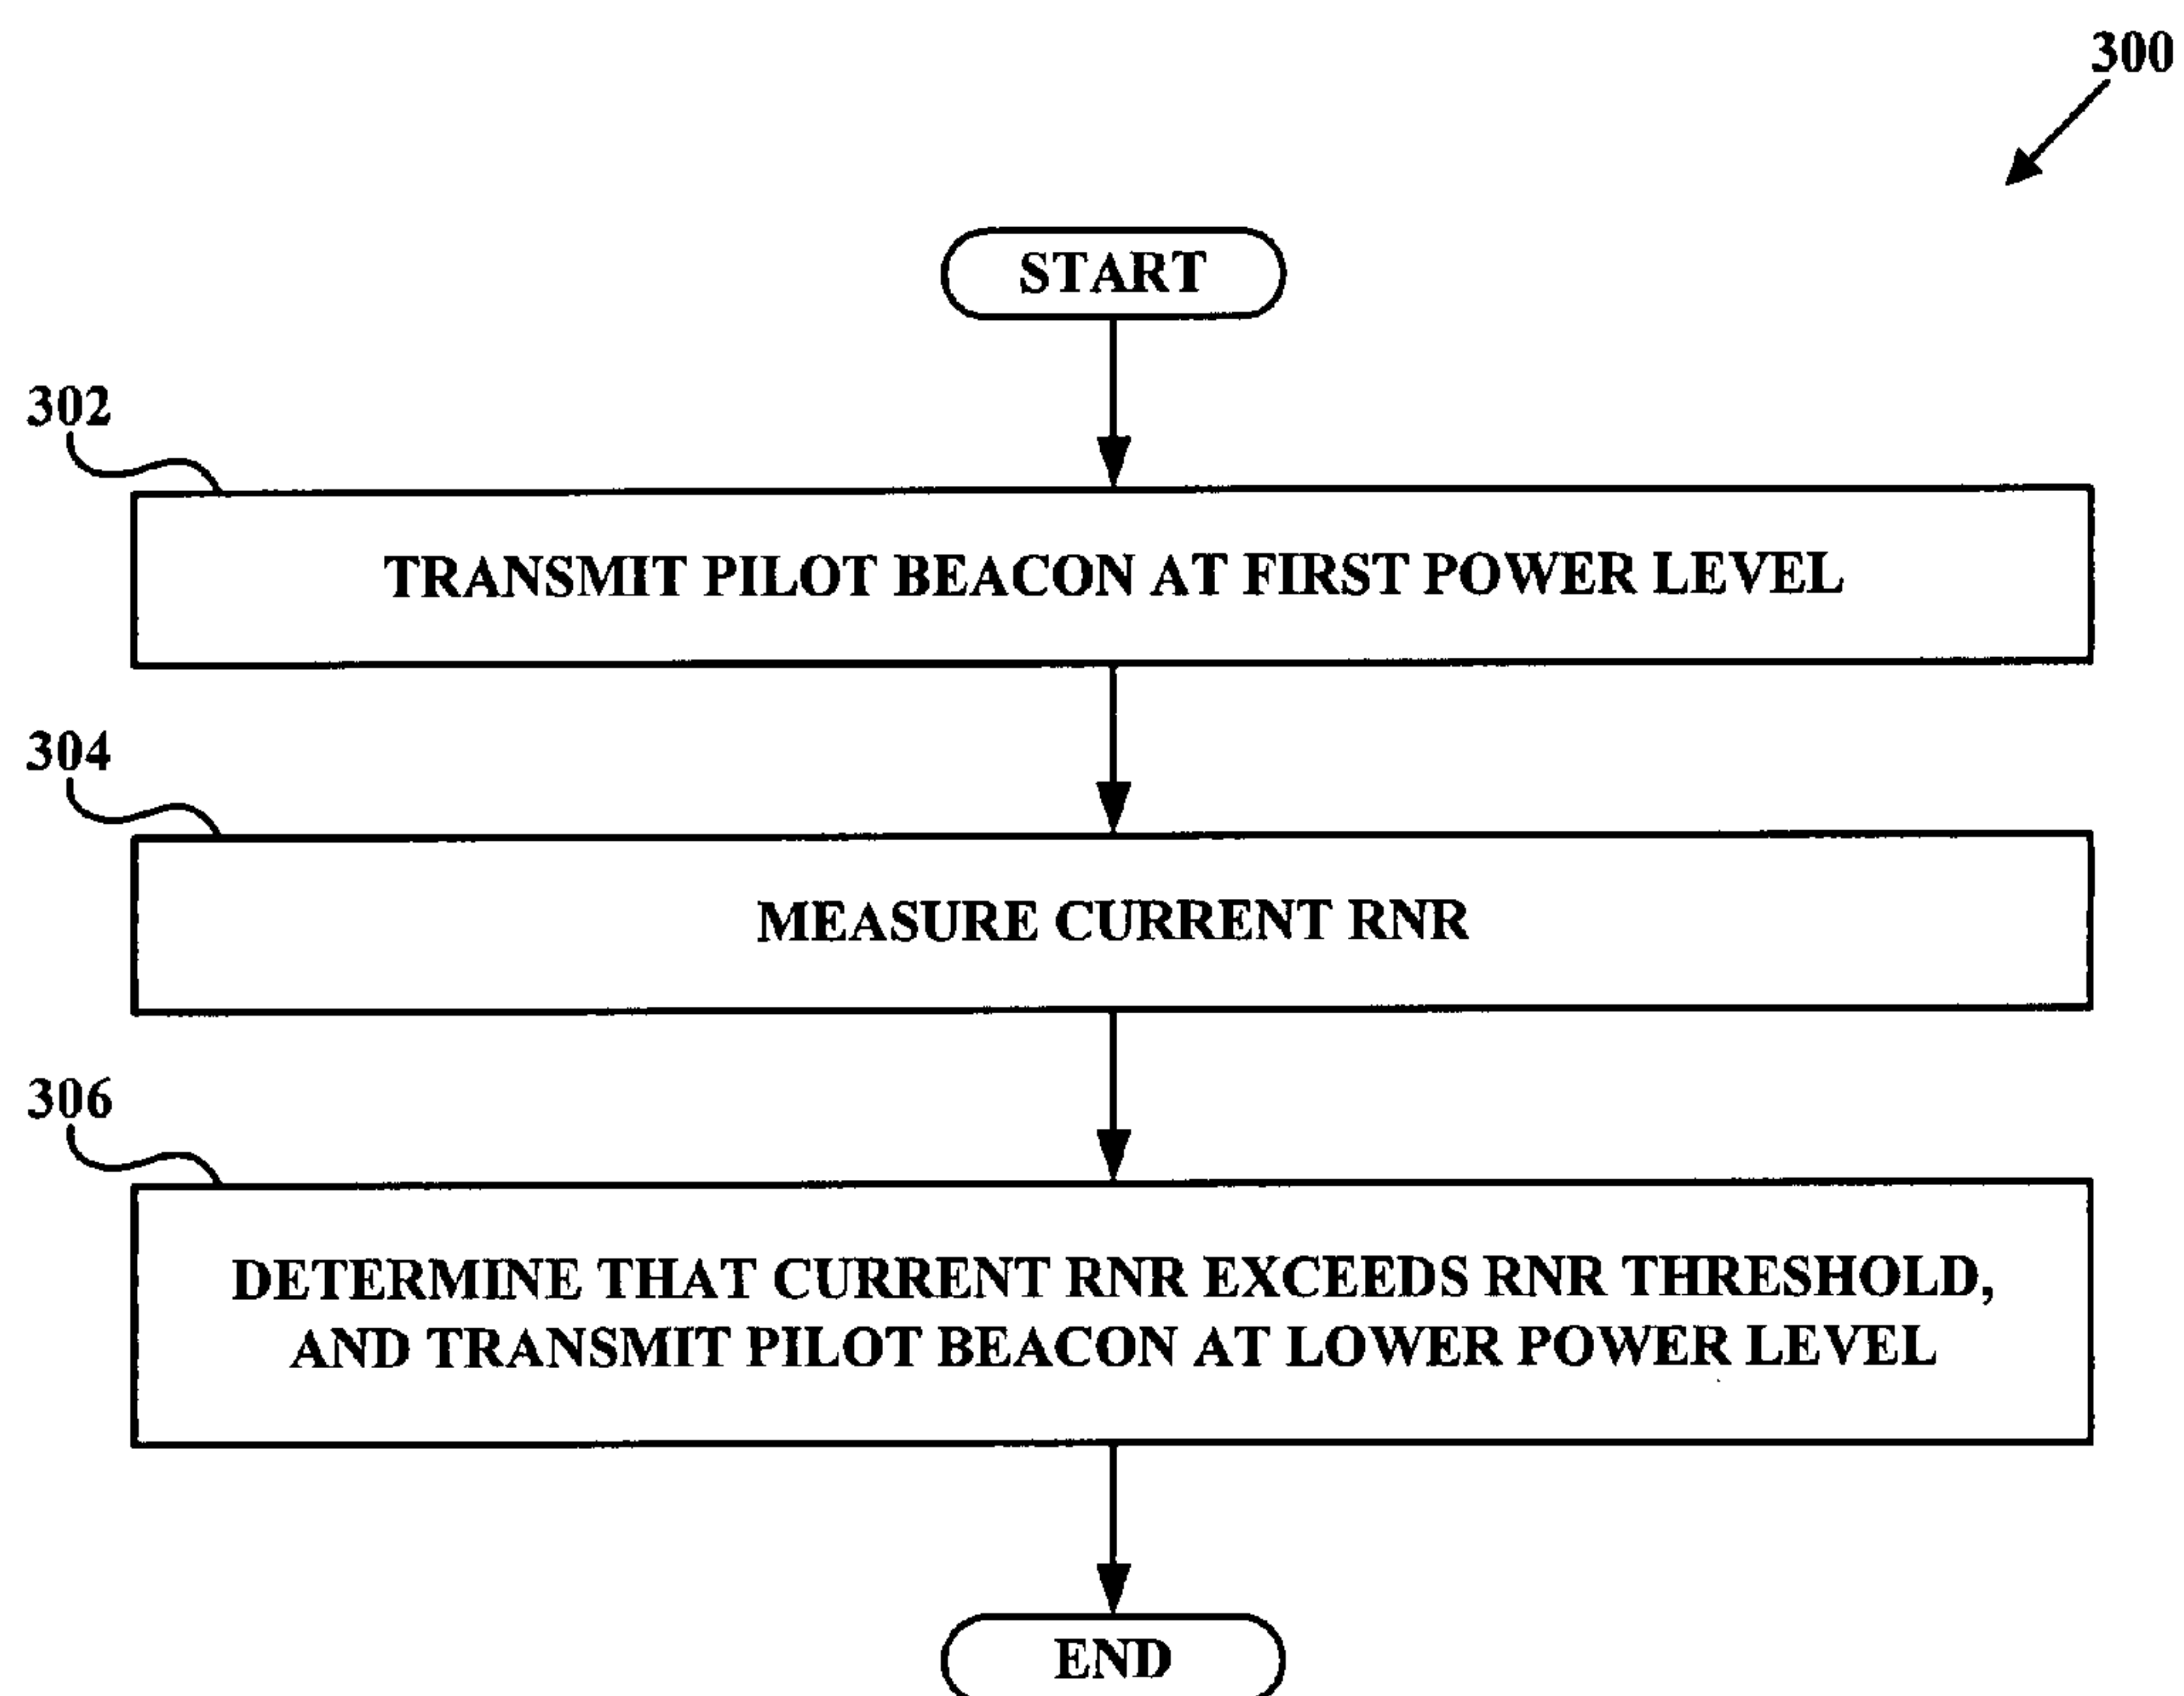 300
START
302
TRANSMIT PILOT BEACON AT FIRST POWER LEVEL
304
MEASURE CURRENT RNR
306
DETERMINE THAT CURRENT RNR EXCEEDS RNR THRESHOLD,
AND TRANSMIT PILOT BEACON AT LOWER POWER LEVEL
END